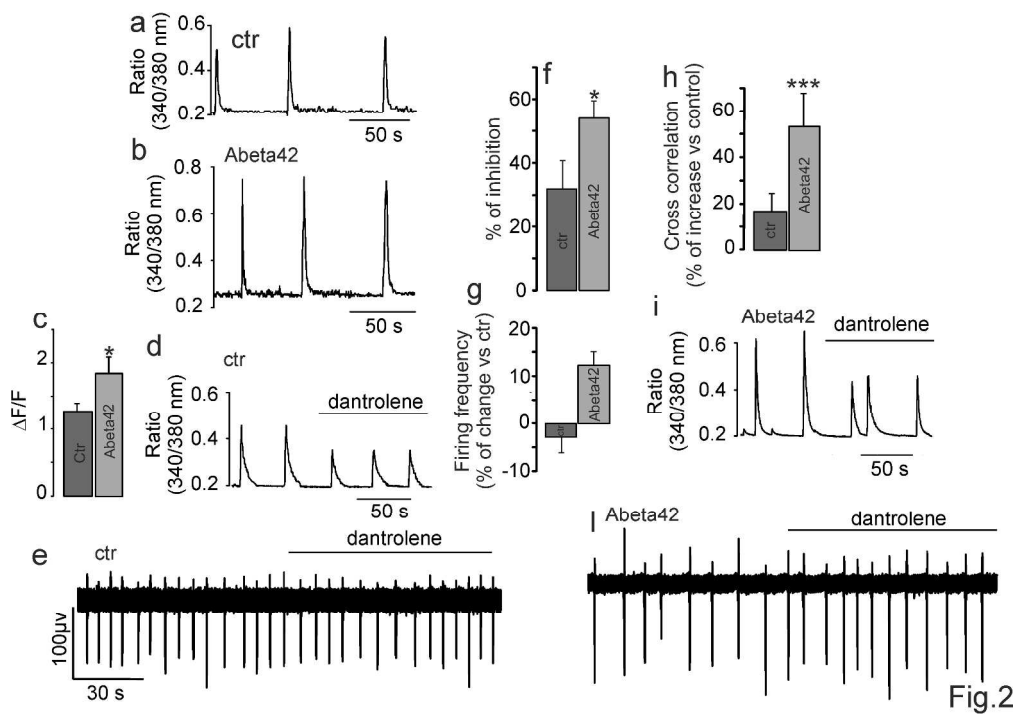 a
ctr
Ratio
(340/380 nm)
0.6
0.4
0.2
50 s
b
Abeta42
Ratio
(340/380 nm)
0.8
0.6
0.4
0.2
50 s
c
ΔF/F
2
1
0
*
Ctr
Abeta42
d
ctr
dantrolene
Ratio
(340/380 nm)
0.6
0.4
0.2
50 s
e
ctr
dantrolene
100µv
30 s
f
% of inhibition
60
40
20
0
*
ctr
Abeta42
g
Firing frequency
(% of change vs ctr)
20
10
0
-10
ctr
Abeta42
h
Cross correlation
(% of increase vs control)
60
40
20
0
***
ctr
Abeta42
i
Abeta42
dantrolene
Ratio
(340/380 nm)
0.6
0.4
0.2
50 s
l
Abeta42
dantrolene
Fig.2